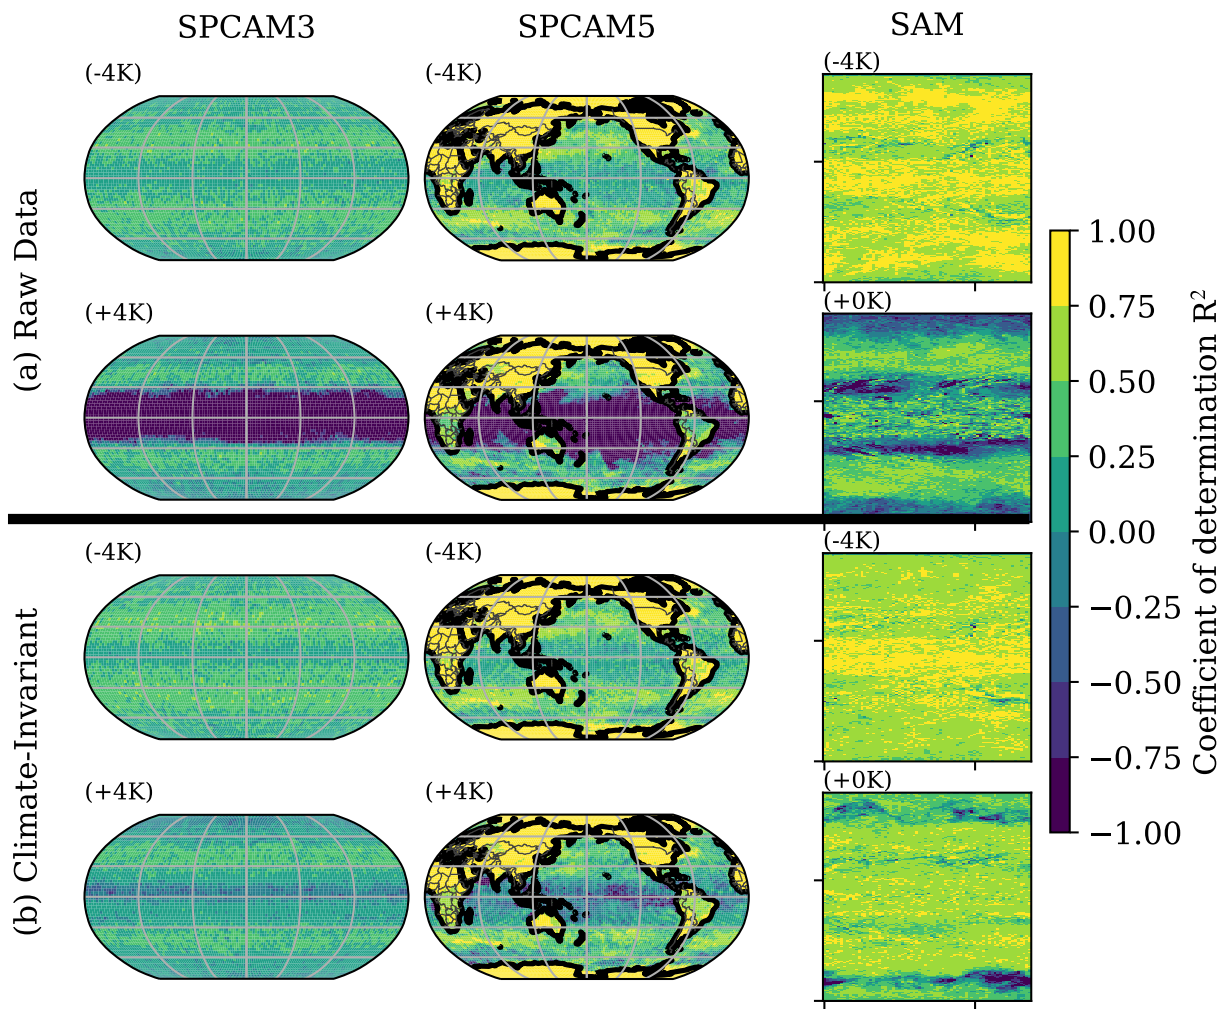 SPCAM3 SPCAM5 SAM
(-4K) (-4K) (-4K)
(a) Raw Data
(+4K) (+4K) (+0K)
(-4K) (-4K) (-4K)
(b) Climate-Invariant
(+4K) (+4K) (+0K)
1.00
0.75
0.50
0.25
0.00
−0.25
−0.50
−0.75
−1.00
Coefficient of determination R²